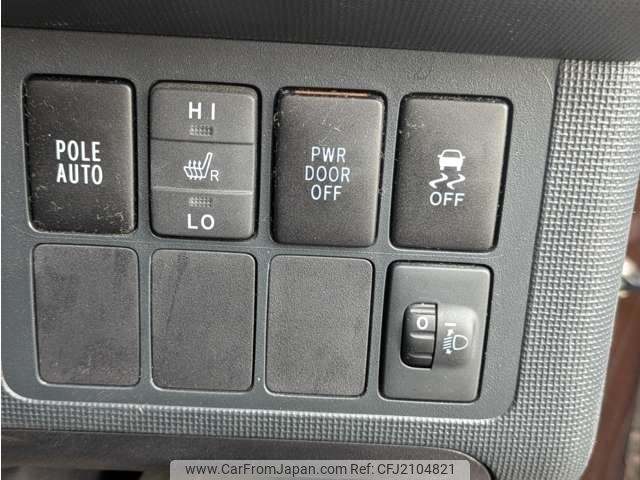 POLE
AUTO
HI
R
LO
PWR
DOOR
OFF
OFF
0
www.CarFromJapan.com Ref: CFJ2104821